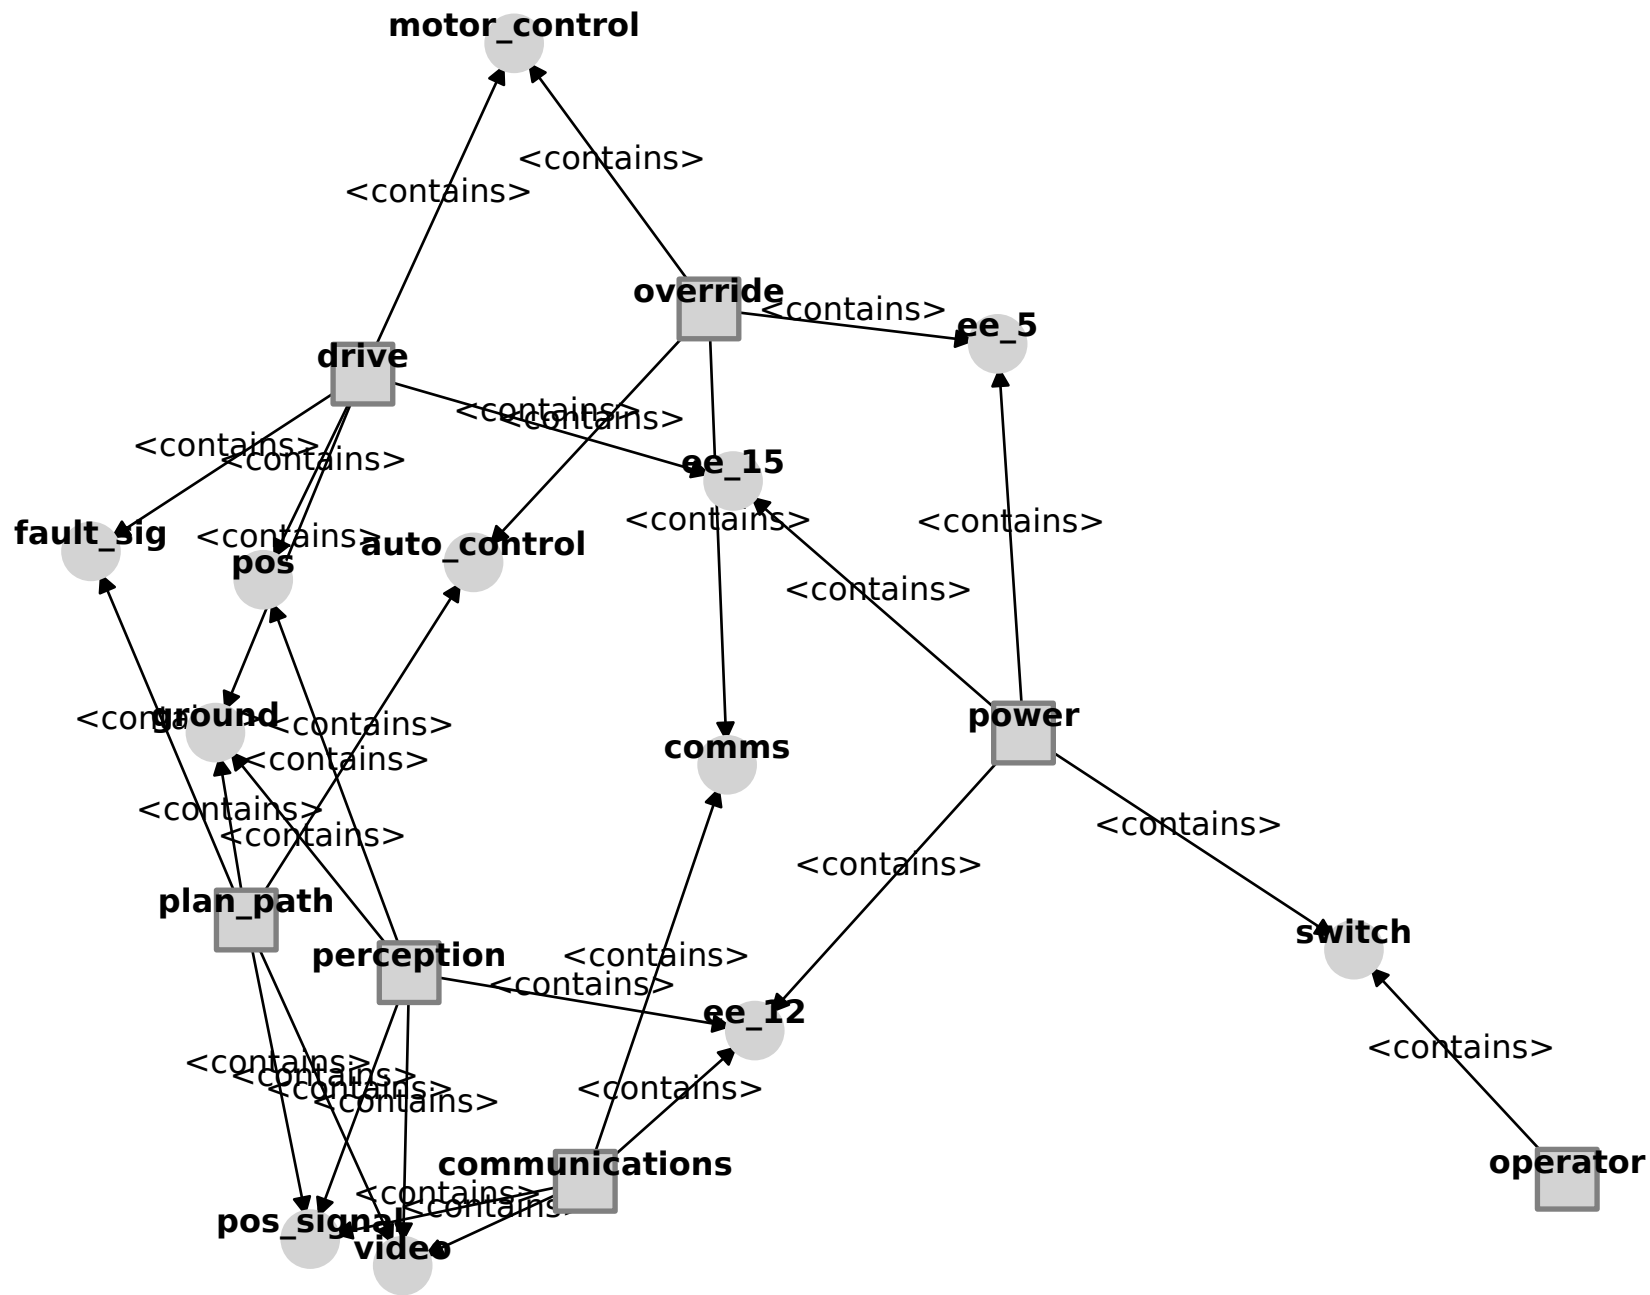 motor_control
<contains>
<contains>
override
<contains>
ee_5
drive
<contains>
<contains>
<contains>
<contains>
ee_15
<contains>
<contains>
fault_sig
<contains>
auto_control
pos
<contains>
<contains>
ground
<contains>
power
comms
<contains>
<contains>
<contains>
<contains>
<contains>
plan_path
switch
perception
<contains>
<contains>
ee_12
<contains>
<contains>
<contains>
<contains>
<contains>
<contains>
communications
operator
<contains>
<contains>
pos_signal
video